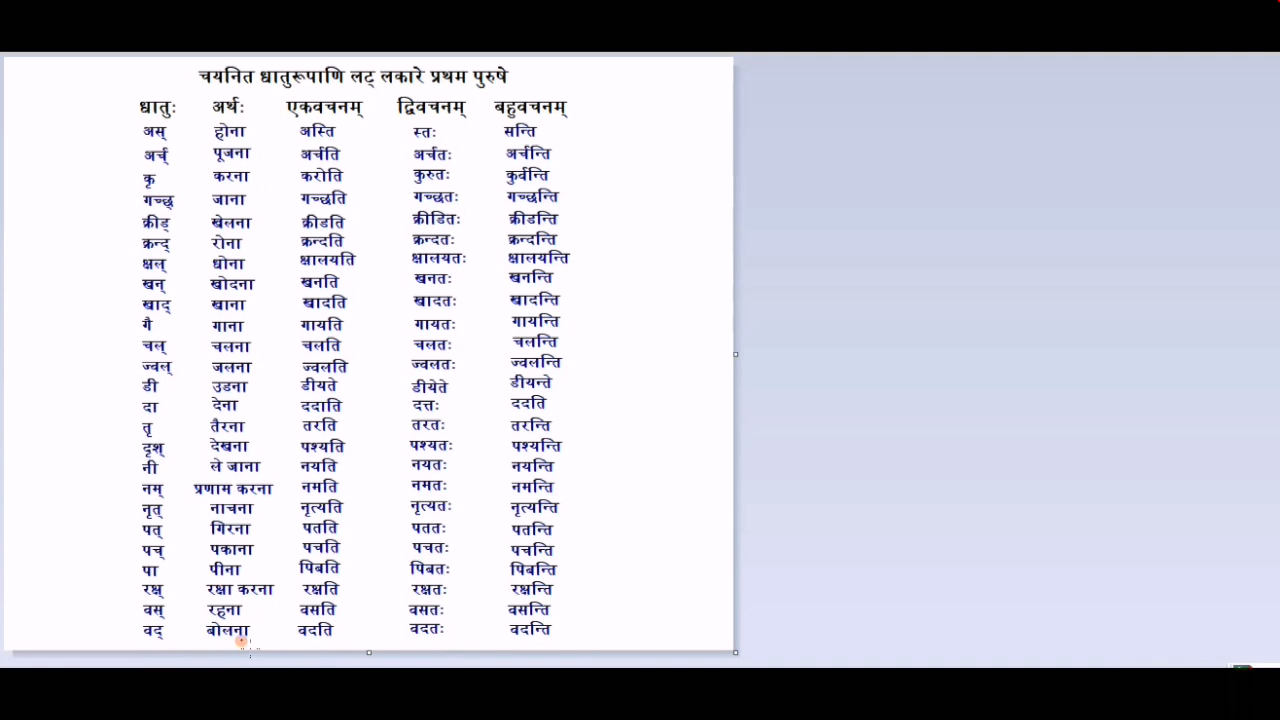 चयनित धातुरूपाणि लट् लकारे प्रथम पुरुषे
धातुः अर्थः एकवचनम् द्विवचनम् बहुवचनम्
अस् होना अस्ति स्तः सन्ति
अर्च् पूजना अर्चति अर्चतः अर्चन्ति
कृ करना करोति कुरुतः कुर्वन्ति
गच्छ् जाना गच्छति गच्छतः गच्छन्ति
क्रीड् खेलना क्रीडति क्रीडितः क्रीडन्ति
क्रन्द् रोना क्रन्दति क्रन्दतः क्रन्दन्ति
क्षल् धोना क्षालयति क्षालयतः क्षालयन्ति
खन् खोदना खनति खनतः खनन्ति
खाद् खाना खादति खादतः खादन्ति
गै गाना गायति गायतः गायन्ति
चल् चलना चलति चलतः चलन्ति
ज्वल् जलना ज्वलति ज्वलतः ज्वलन्ति
डी उडना डीयते डीयेते डीयन्ते
दा देना ददाति दत्तः ददति
तृ तैरना तरति तरतः तरन्ति
दृश् देखना पश्यति पश्यतः पश्यन्ति
नी ले जाना नयति नयतः नयन्ति
नम् प्रणाम करना नमति नमतः नमन्ति
नृत् नाचना नृत्यति नृत्यतः नृत्यन्ति
पत् गिरना पतति पततः पतन्ति
पच् पकाना पचति पचतः पचन्ति
पा पीना पिबति पिबतः पिबन्ति
रक्ष् रक्षा करना रक्षति रक्षतः रक्षन्ति
वस् रहना वसति वसतः वसन्ति
वद् बोलना वदति वदतः वदन्ति